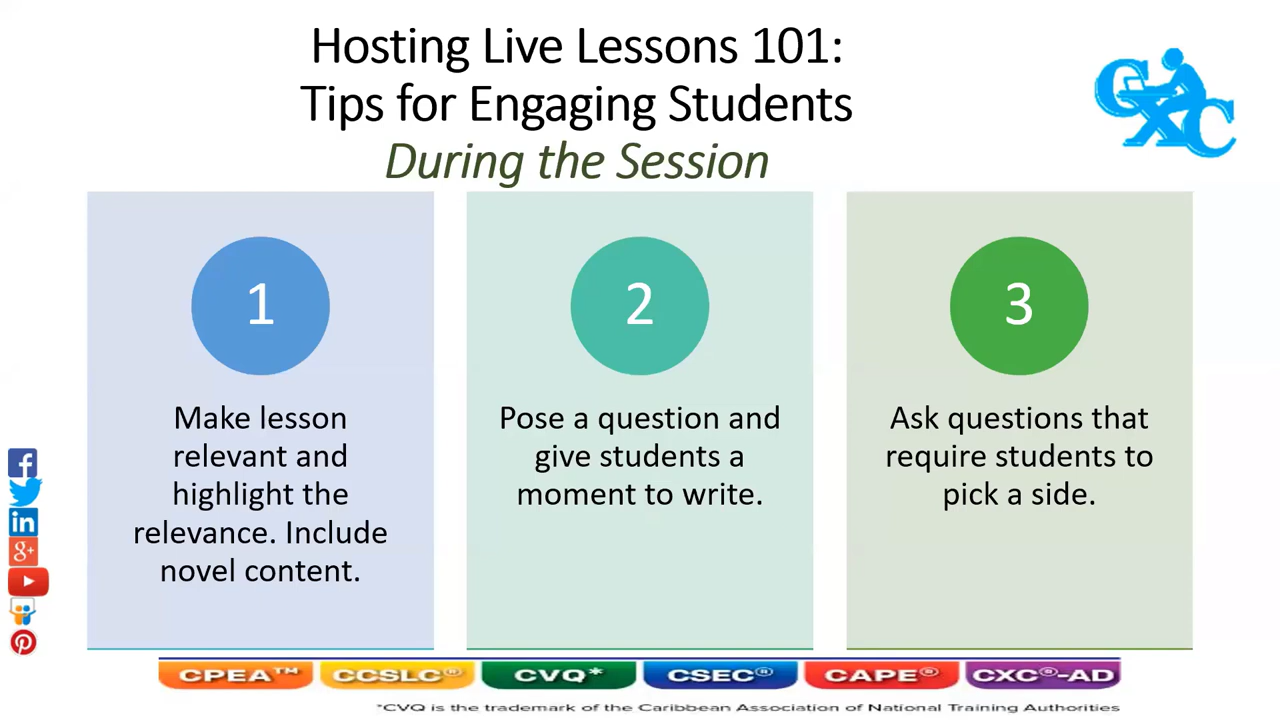 Hosting Live Lessons 101:
Tips for Engaging Students
During the Session
CXC
1
Make lesson
relevant and
highlight the
relevance. Include
novel content.
2
Pose a question and
give students a
moment to write.
3
Ask questions that
require students to
pick a side.
f
in
g+
CPEA™
CCSLC®
CVQ*
CSEC®
CAPE®
CXC®-AD
*CVQ is the trademark of the Caribbean Association of National Training Authorities